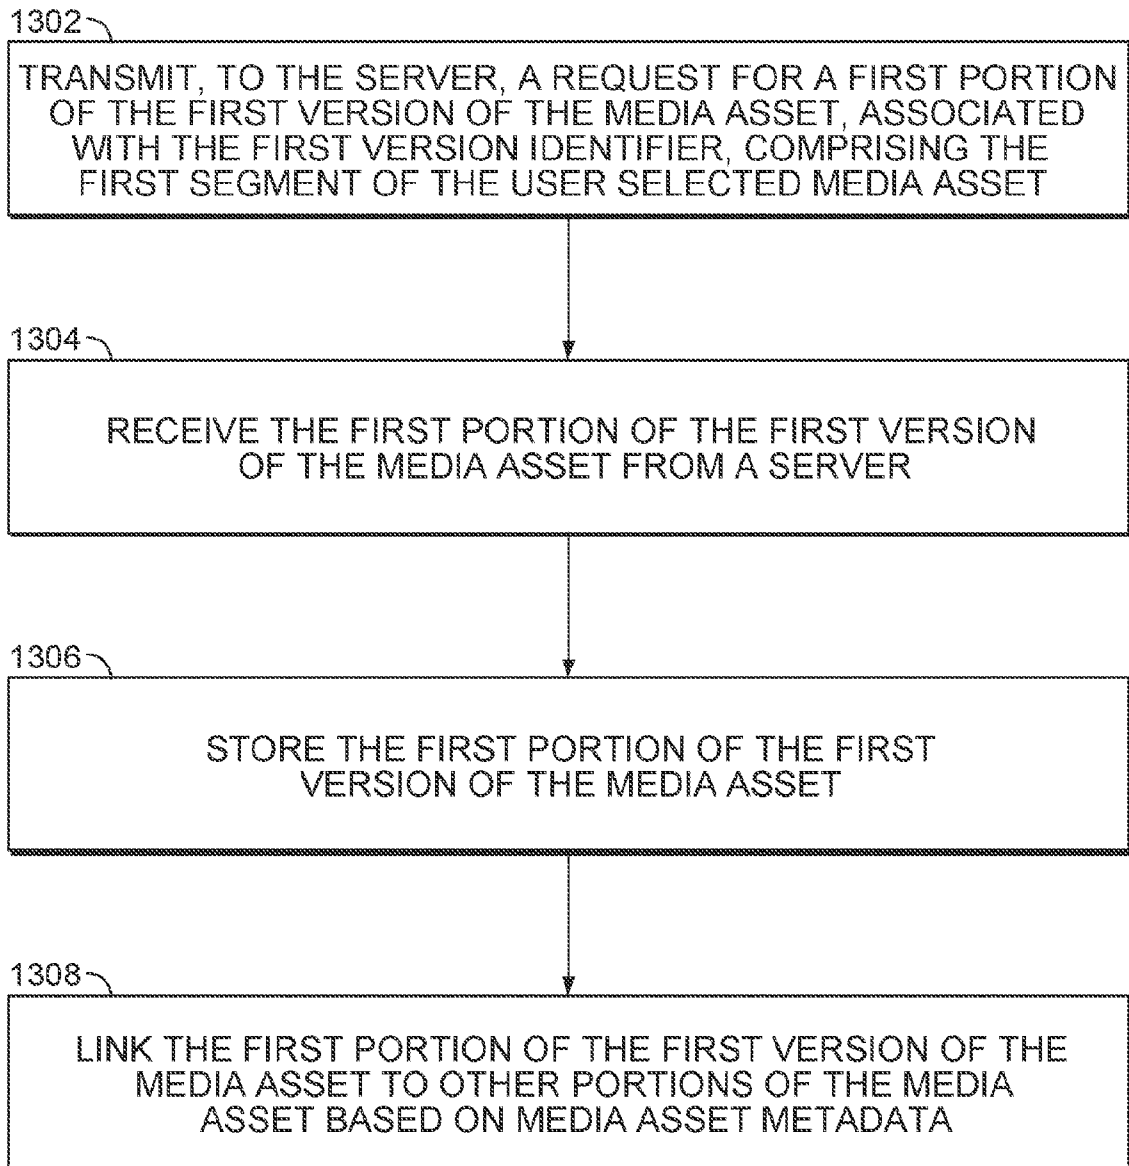 1302
TRANSMIT, TO THE SERVER, A REQUEST FOR A FIRST PORTION
OF THE FIRST VERSION OF THE MEDIA ASSET, ASSOCIATED
WITH THE FIRST VERSION IDENTIFIER, COMPRISING THE
FIRST SEGMENT OF THE USER SELECTED MEDIA ASSET
1304
RECEIVE THE FIRST PORTION OF THE FIRST VERSION
OF THE MEDIA ASSET FROM A SERVER
1306
STORE THE FIRST PORTION OF THE FIRST
VERSION OF THE MEDIA ASSET
1308
LINK THE FIRST PORTION OF THE FIRST VERSION OF THE
MEDIA ASSET TO OTHER PORTIONS OF THE MEDIA
ASSET BASED ON MEDIA ASSET METADATA